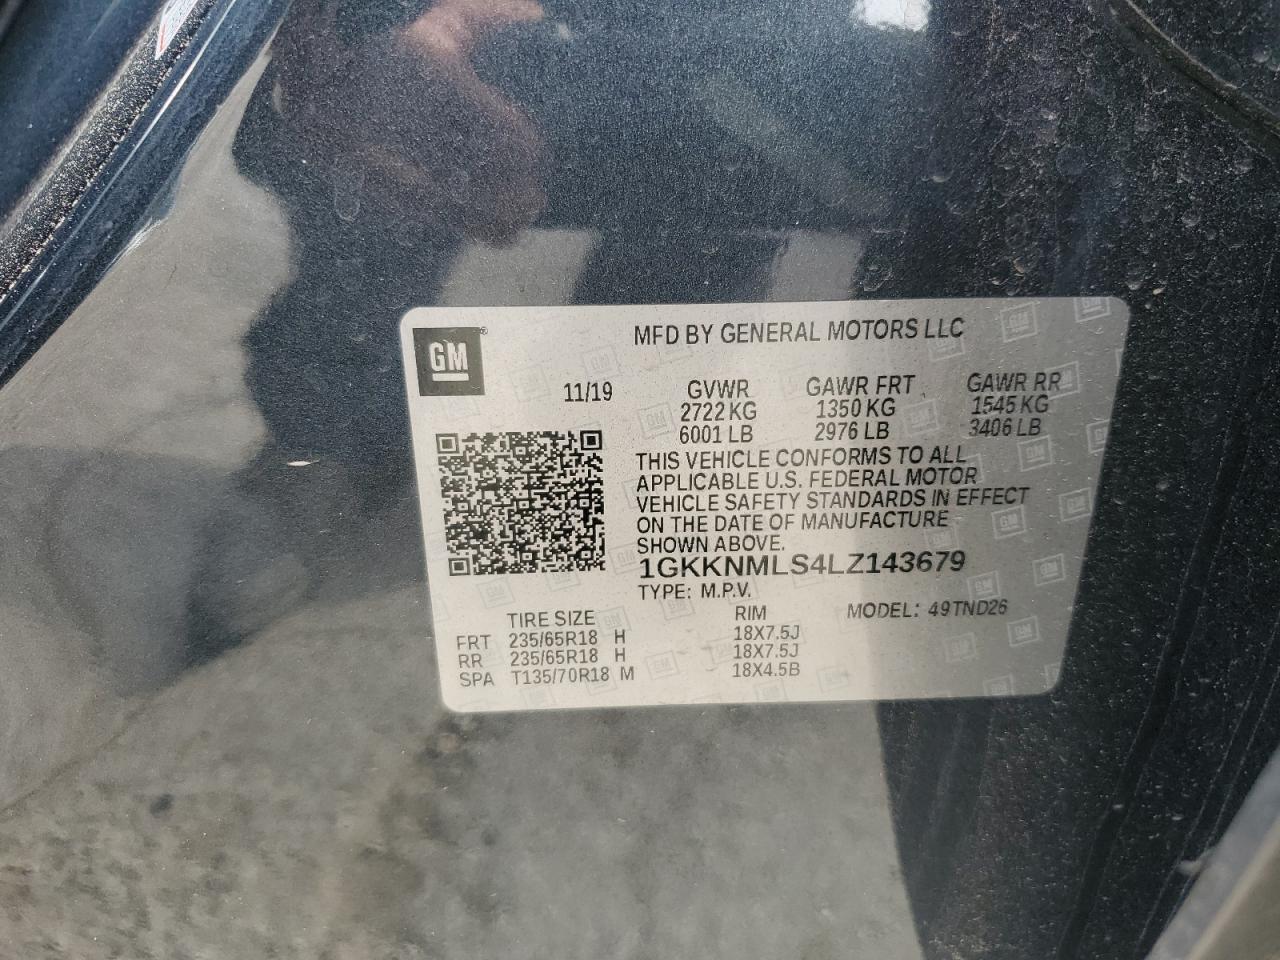 GM
MFD BY GENERAL MOTORS LLC
11/19 GVWR GAWR FRT GAWR RR
2722 KG 1350 KG 1545 KG
6001 LB 2976 LB 3406 LB
THIS VEHICLE CONFORMS TO ALL
APPLICABLE U.S. FEDERAL MOTOR
VEHICLE SAFETY STANDARDS IN EFFECT
ON THE DATE OF MANUFACTURE
SHOWN ABOVE.
1GKKNMLS4LZ143679
TYPE: M.P.V.
TIRE SIZE RIM MODEL: 49TND26
FRT 235/65R18 H 18X7.5J
RR 235/65R18 H 18X7.5J
SPA T135/70R18 M 18X4.5B